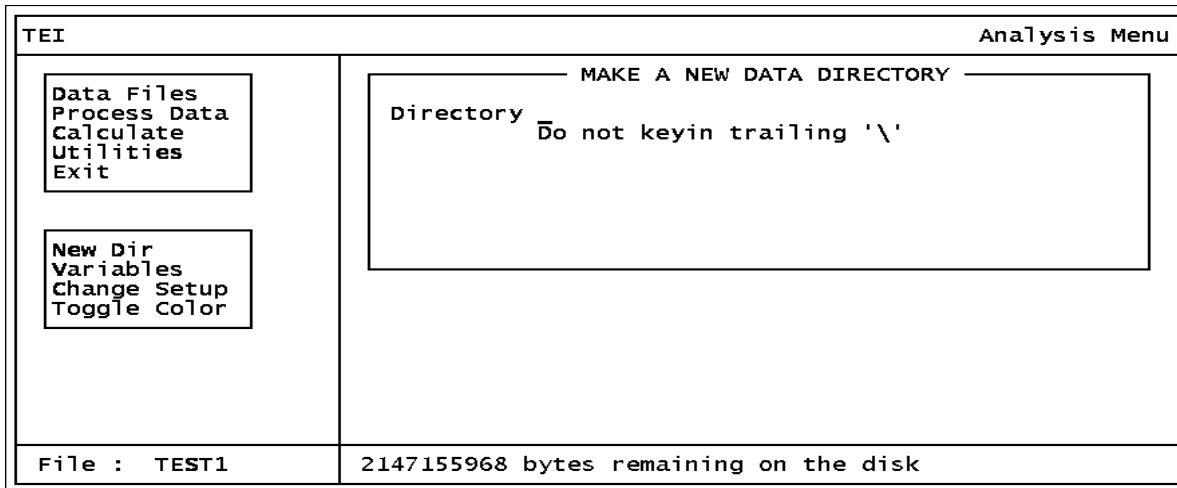 TEI Analysis Menu
Data Files
Process Data
Calculate
Utilities
Exit
New Dir
Variables
Change Setup
Toggle Color
MAKE A NEW DATA DIRECTORY
Directory _
Do not keyin trailing '\'
File : TEST1
2147155968 bytes remaining on the disk